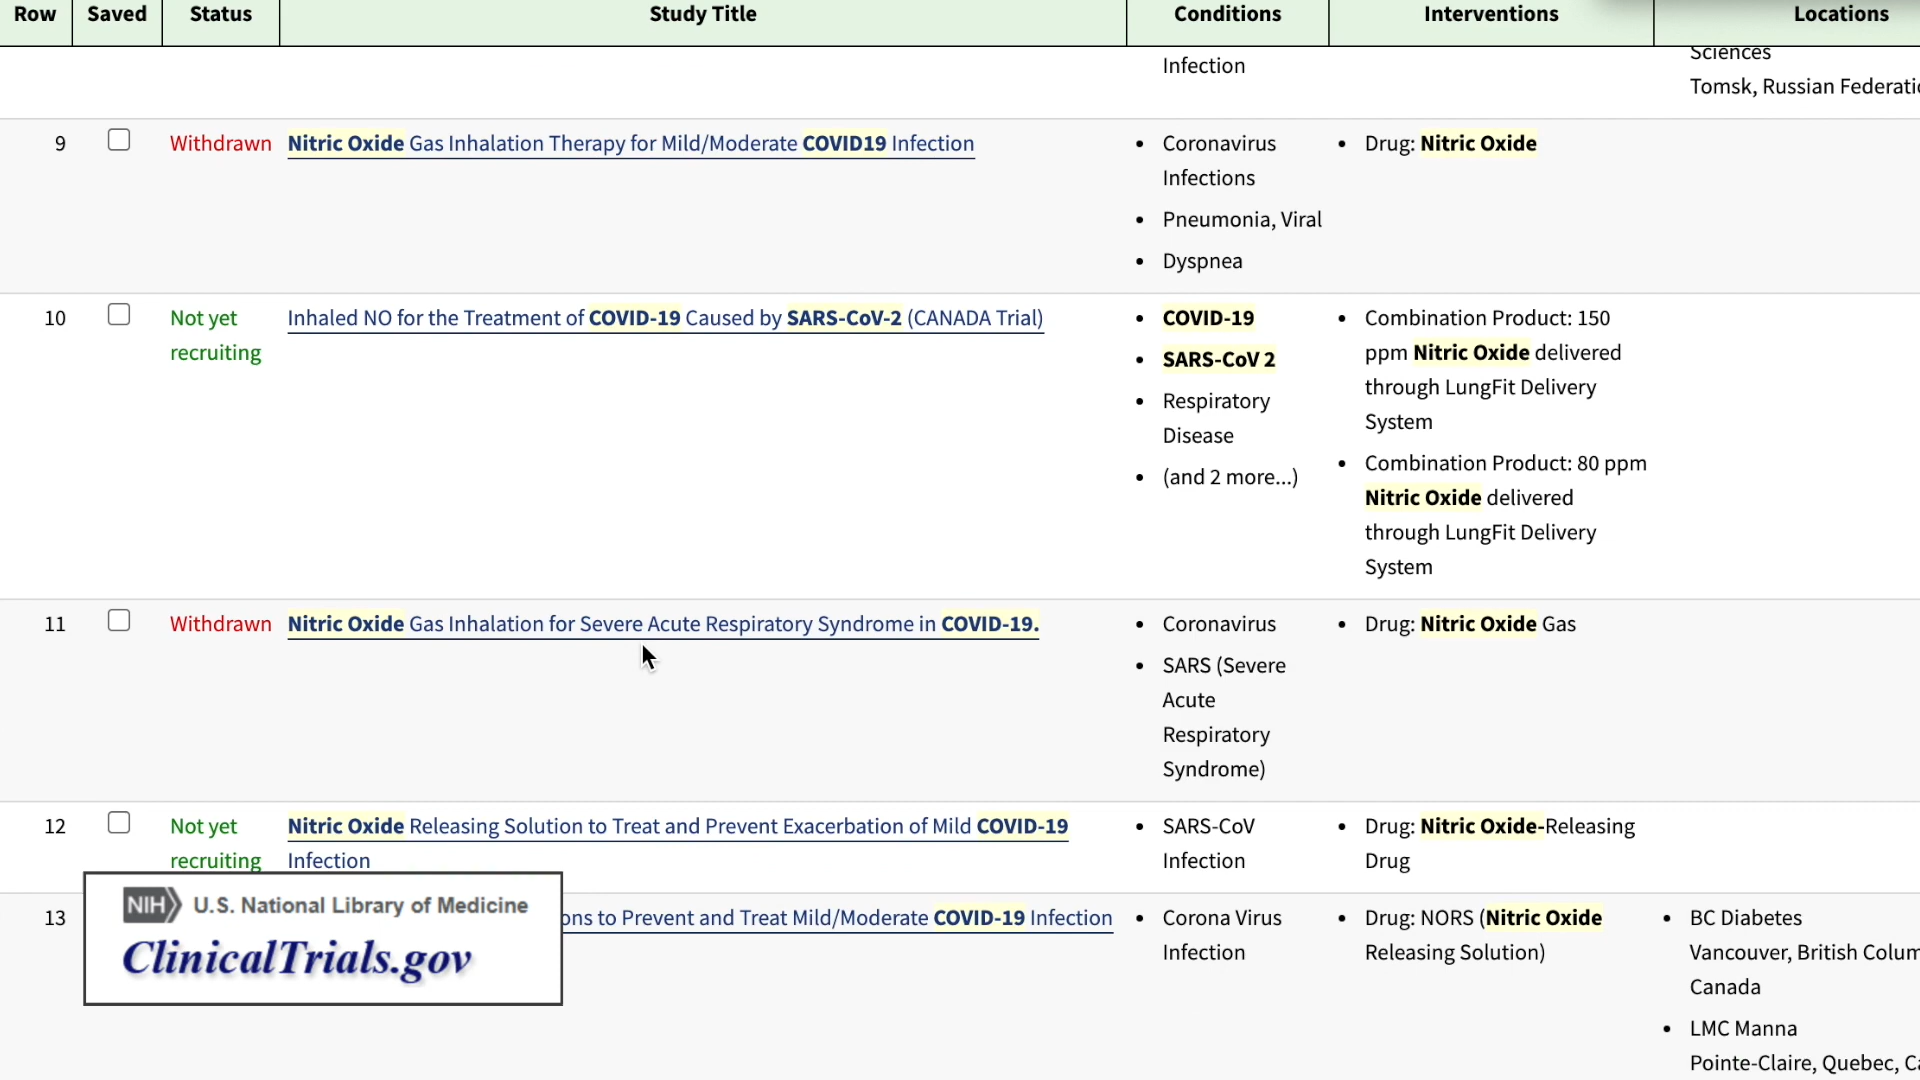 Row Saved Status Study Title Conditions Interventions Locations
Infection
Sciences
Tomsk, Russian
9 Withdrawn Nitric Oxide Gas Inhalation Therapy for Mild/Moderate COVID19 Infection
• Coronavirus
Infections
• Pneumonia, Viral
• Dyspnea
• Drug: Nitric Oxide
10 Not yet
recruiting
Inhaled NO for the Treatment of COVID-19 Caused by SARS-CoV-2 (CANADA Trial)
• COVID-19
• SARS-CoV 2
• Respiratory
Disease
• (and 2 more...)
• Combination Product: 150
ppm Nitric Oxide delivered
through LungFit Delivery
System
• Combination Product: 80 ppm
Nitric Oxide delivered
through LungFit Delivery
System
11 Withdrawn Nitric Oxide Gas Inhalation for Severe Acute Respiratory Syndrome in COVID-19.
• Coronavirus
• SARS (Severe
Acute
Respiratory
Syndrome)
• Drug: Nitric Oxide Gas
12 Not yet
recruiting
Nitric Oxide Releasing Solution to Treat and Prevent Exacerbation of Mild COVID-19
Infection
• SARS-CoV
Infection
• Drug: Nitric Oxide-Releasing
Drug
13 ons to Prevent and Treat Mild/Moderate COVID-19 Infection
• Corona Virus
Infection
• Drug: NORS (Nitric Oxide
Releasing Solution)
• BC Diabetes
Vancouver, British
Canada
• LMC Manna
Pointe-Claire, Quebec,
NIH U.S. National Library of Medicine
ClinicalTrials.gov